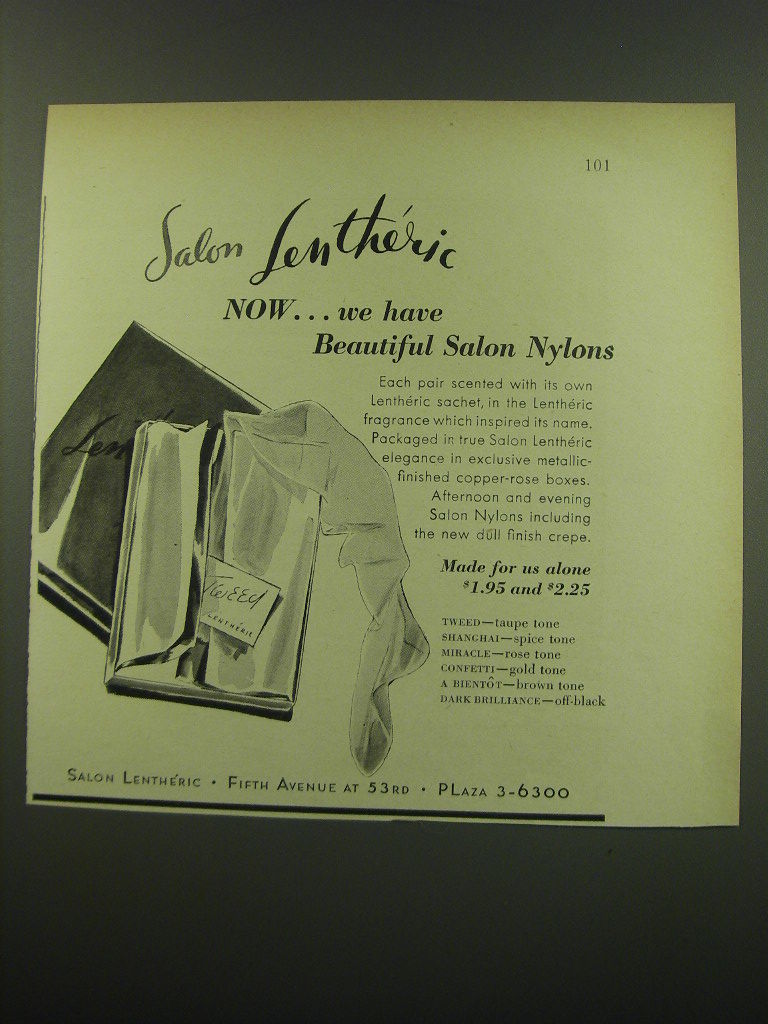 101
Salon Lenthéric
NOW... we have
Beautiful Salon Nylons
Each pair scented with its own
Lenthéric sachet, in the Lenthéric
fragrance which inspired its name.
Packaged in true Salon Lenthéric
elegance in exclusive metallic-
finished copper-rose boxes.
Afternoon and evening
Salon Nylons including
the new dull finish crepe.
Made for us alone
$1.95 and $2.25
TWEED—taupe tone
SHANGHAI—spice tone
MIRACLE—rose tone
CONFETTI—gold tone
A BIENTÔT—brown tone
DARK BRILLIANCE—off-black
Len
Tweed
LENTHÉRIC
SALON LENTHÉRIC • FIFTH AVENUE AT 53RD • PLAZA 3-6300